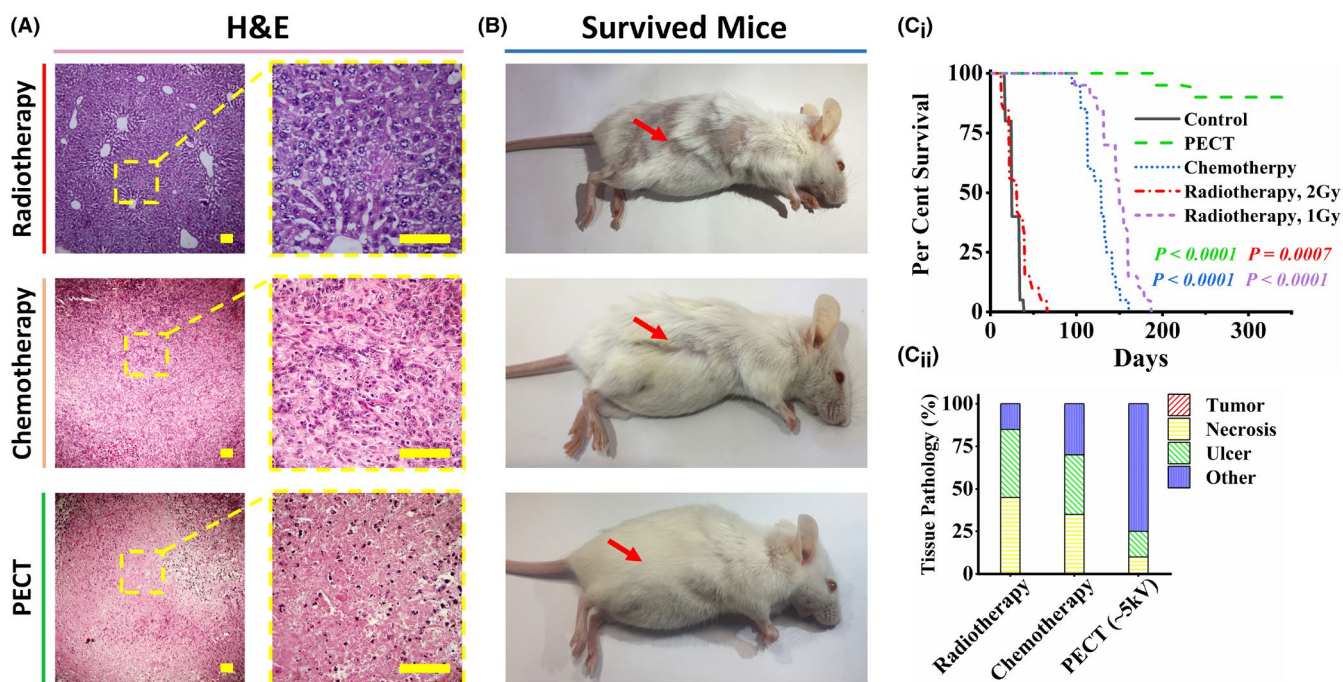 (A)
H&E
Radiotherapy
Chemotherapy
PECT
(B)
Survived Mice
(Ci)
100
75
50
25
0
Per Cent Survival
0 100 200 300
Days
Control
PECT
Chemotherpy
Radiotherapy, 2Gy
Radiotherapy, 1Gy
P < 0.0001 P = 0.0007
P < 0.0001 P < 0.0001
(Cii)
100
75
50
25
0
Tissue Pathology (%)
Radiotherapy
Chemotherapy
PECT (~5kV)
Tumor
Necrosis
Ulcer
Other